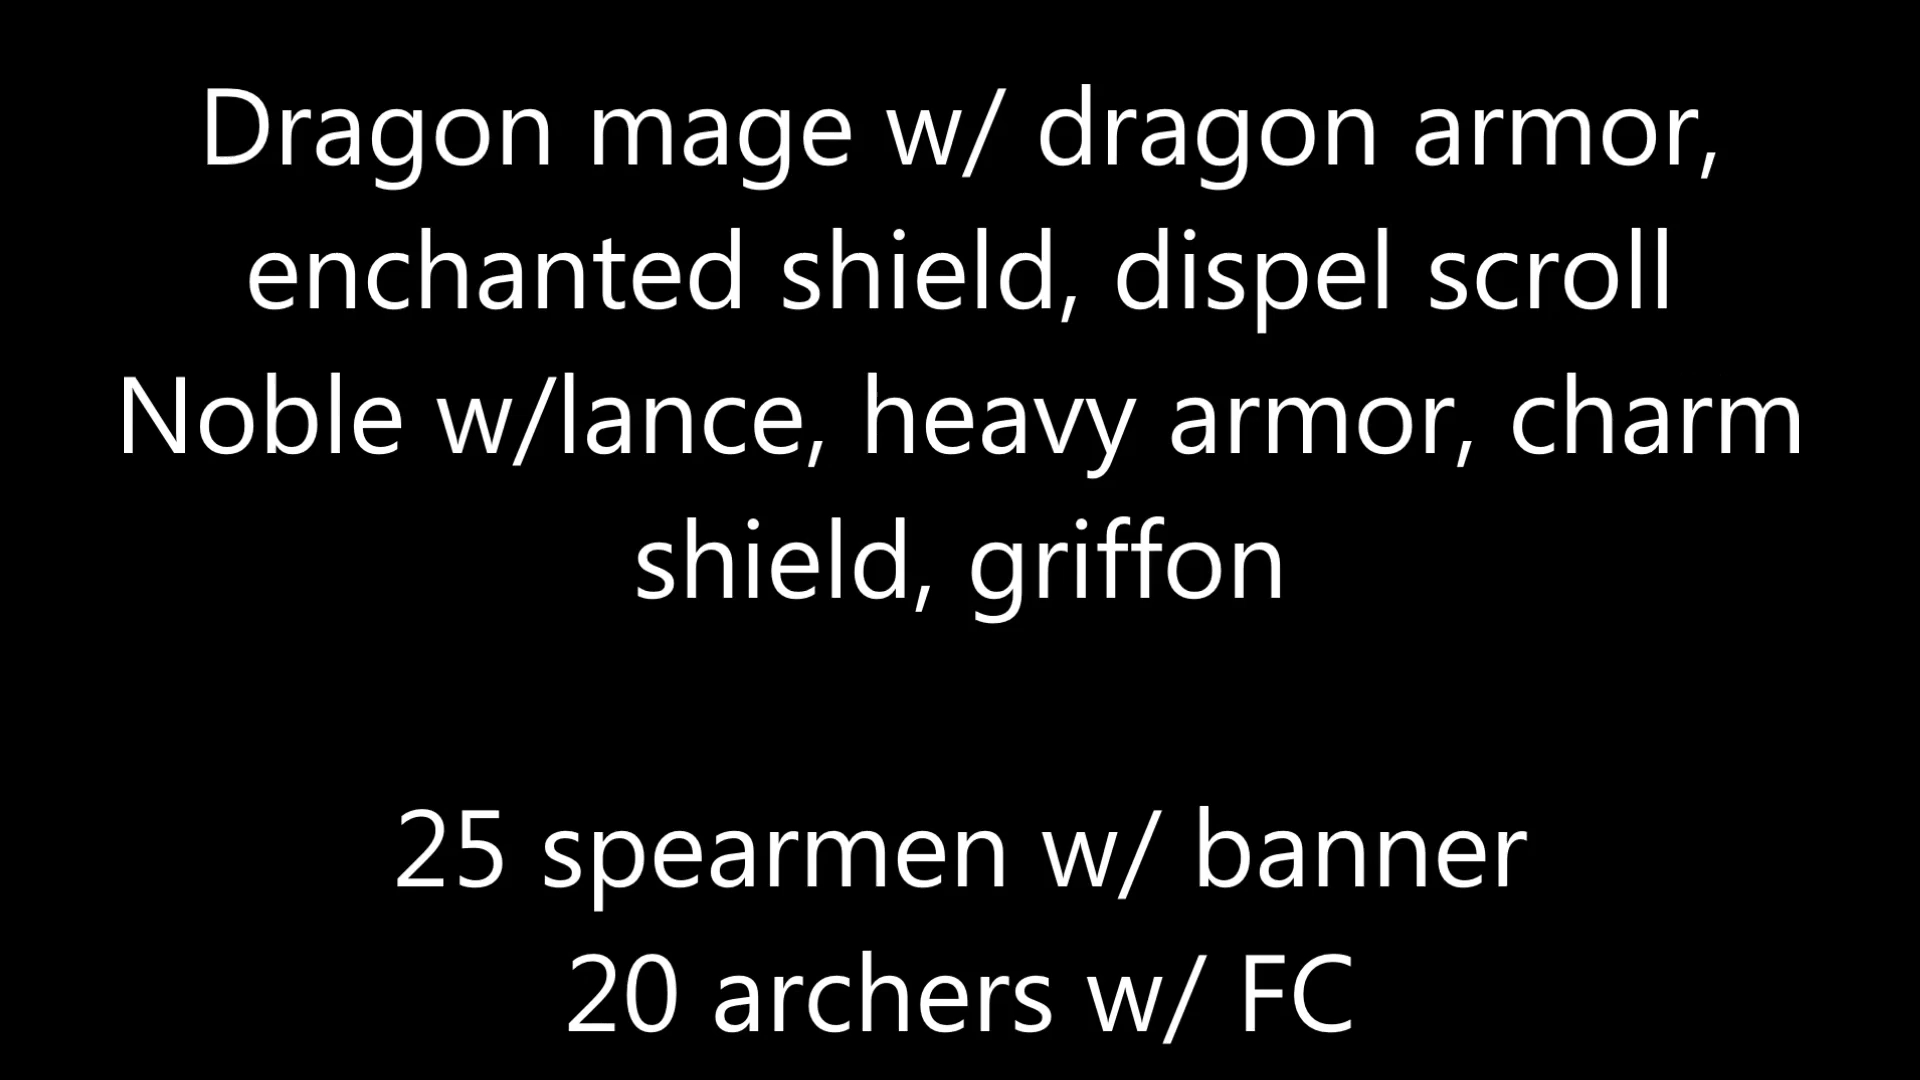 Dragon mage w/ dragon armor,
enchanted shield, dispel scroll
Noble w/lance, heavy armor, charm
shield, griffon
25 spearmen w/ banner
20 archers w/ FC